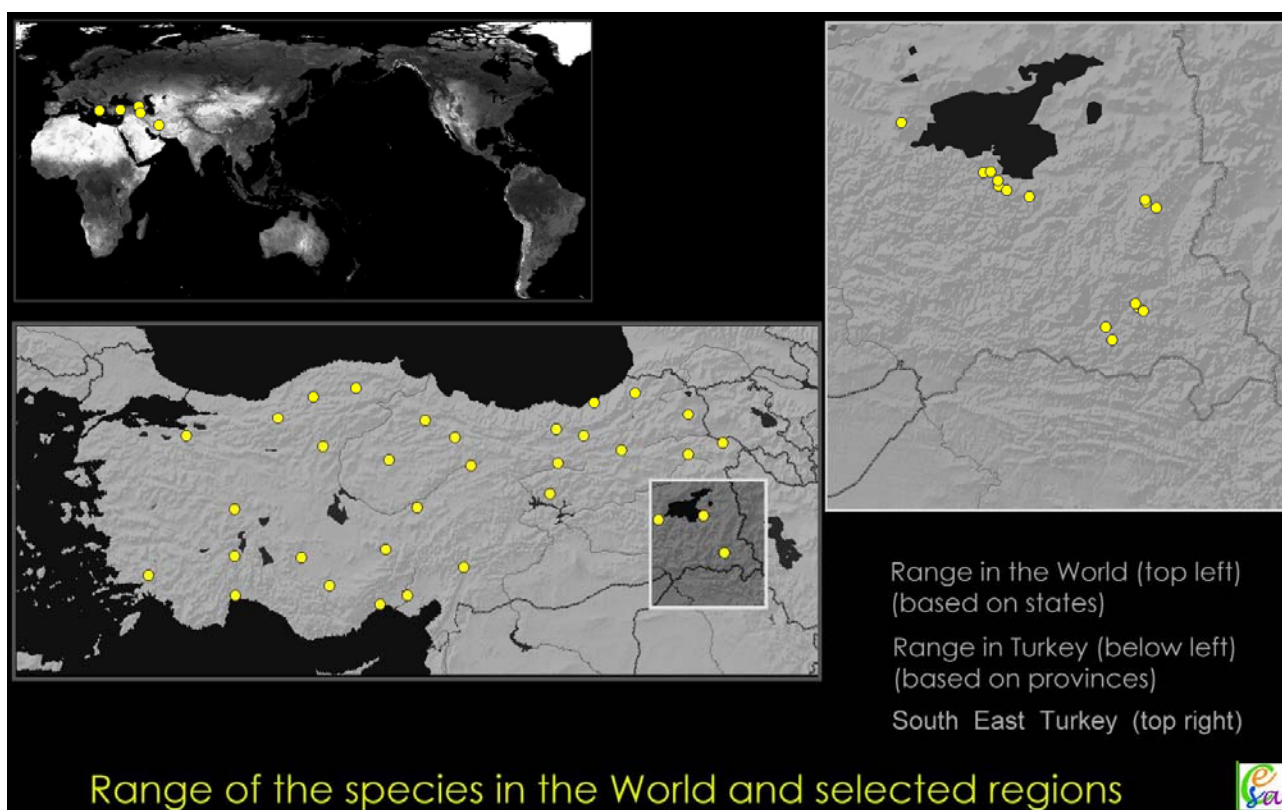 Range in the World (top left)
(based on states)
Range in Turkey (below left)
(based on provinces)
South East Turkey (top right)
Range of the species in the World and selected regions